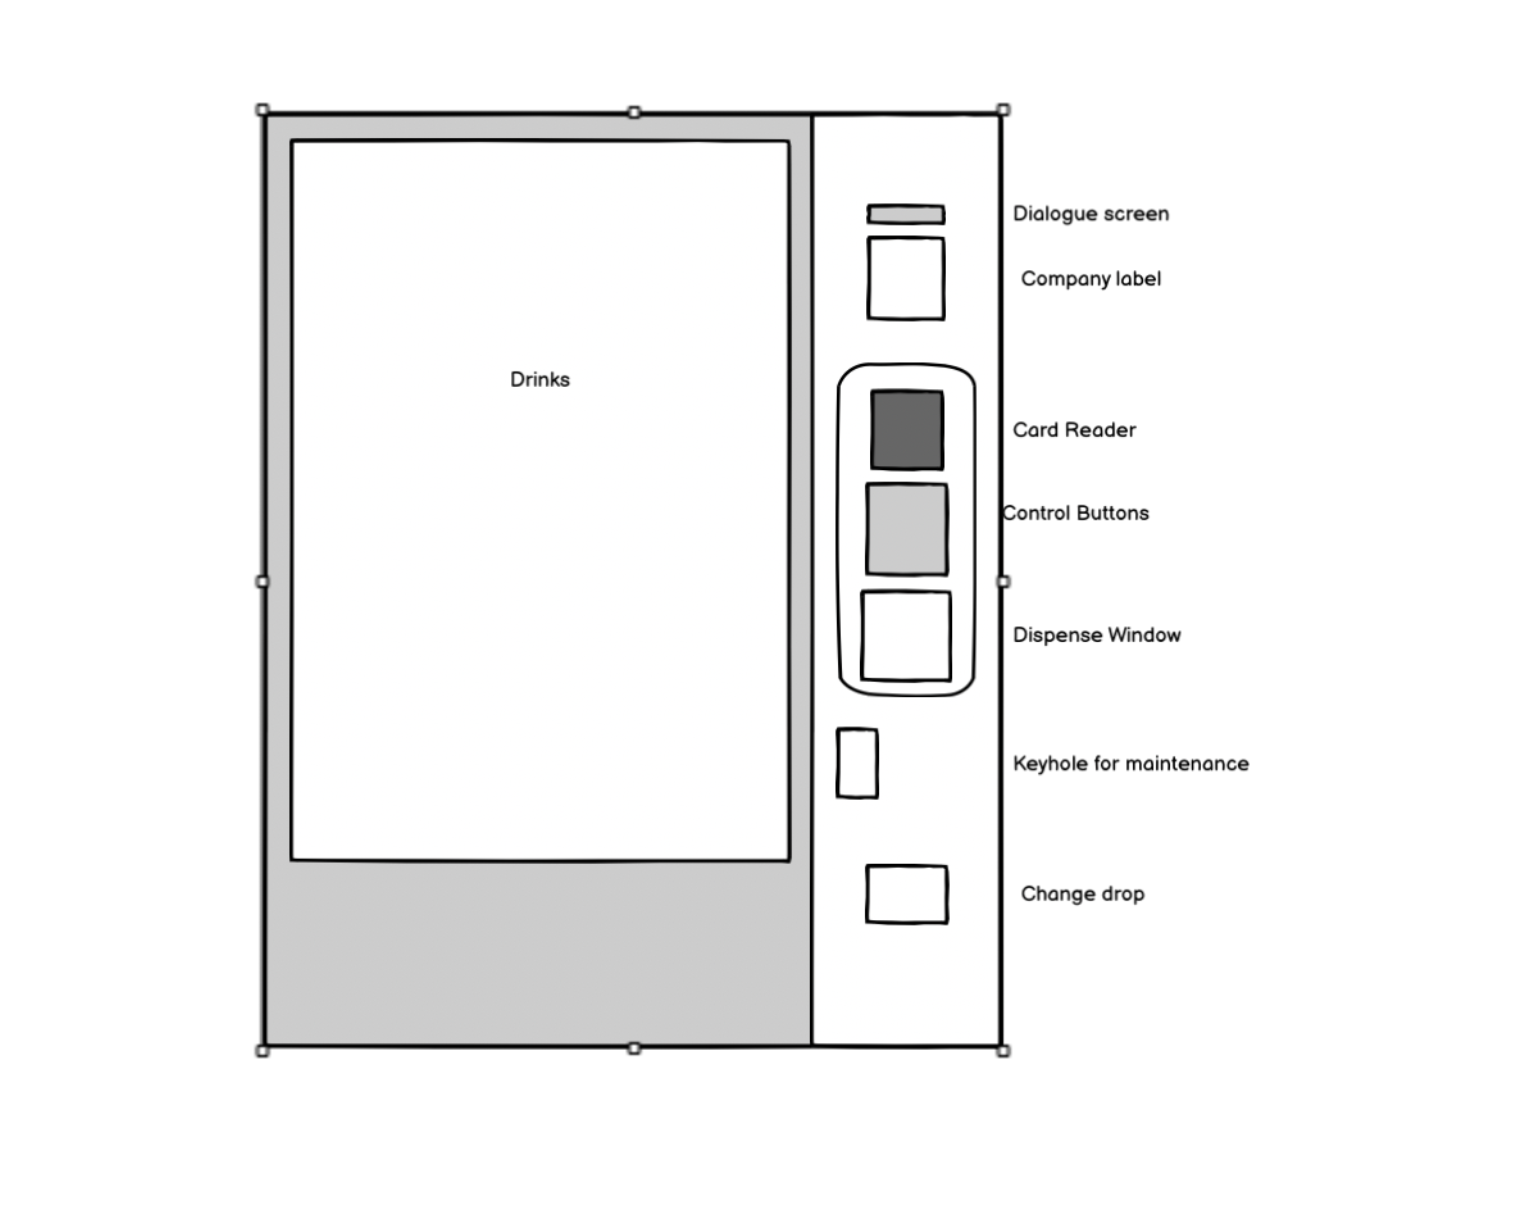 Dialogue screen
Company label
Drinks
Card Reader
Control Buttons
Dispense Window
Keyhole for maintenance
Change drop